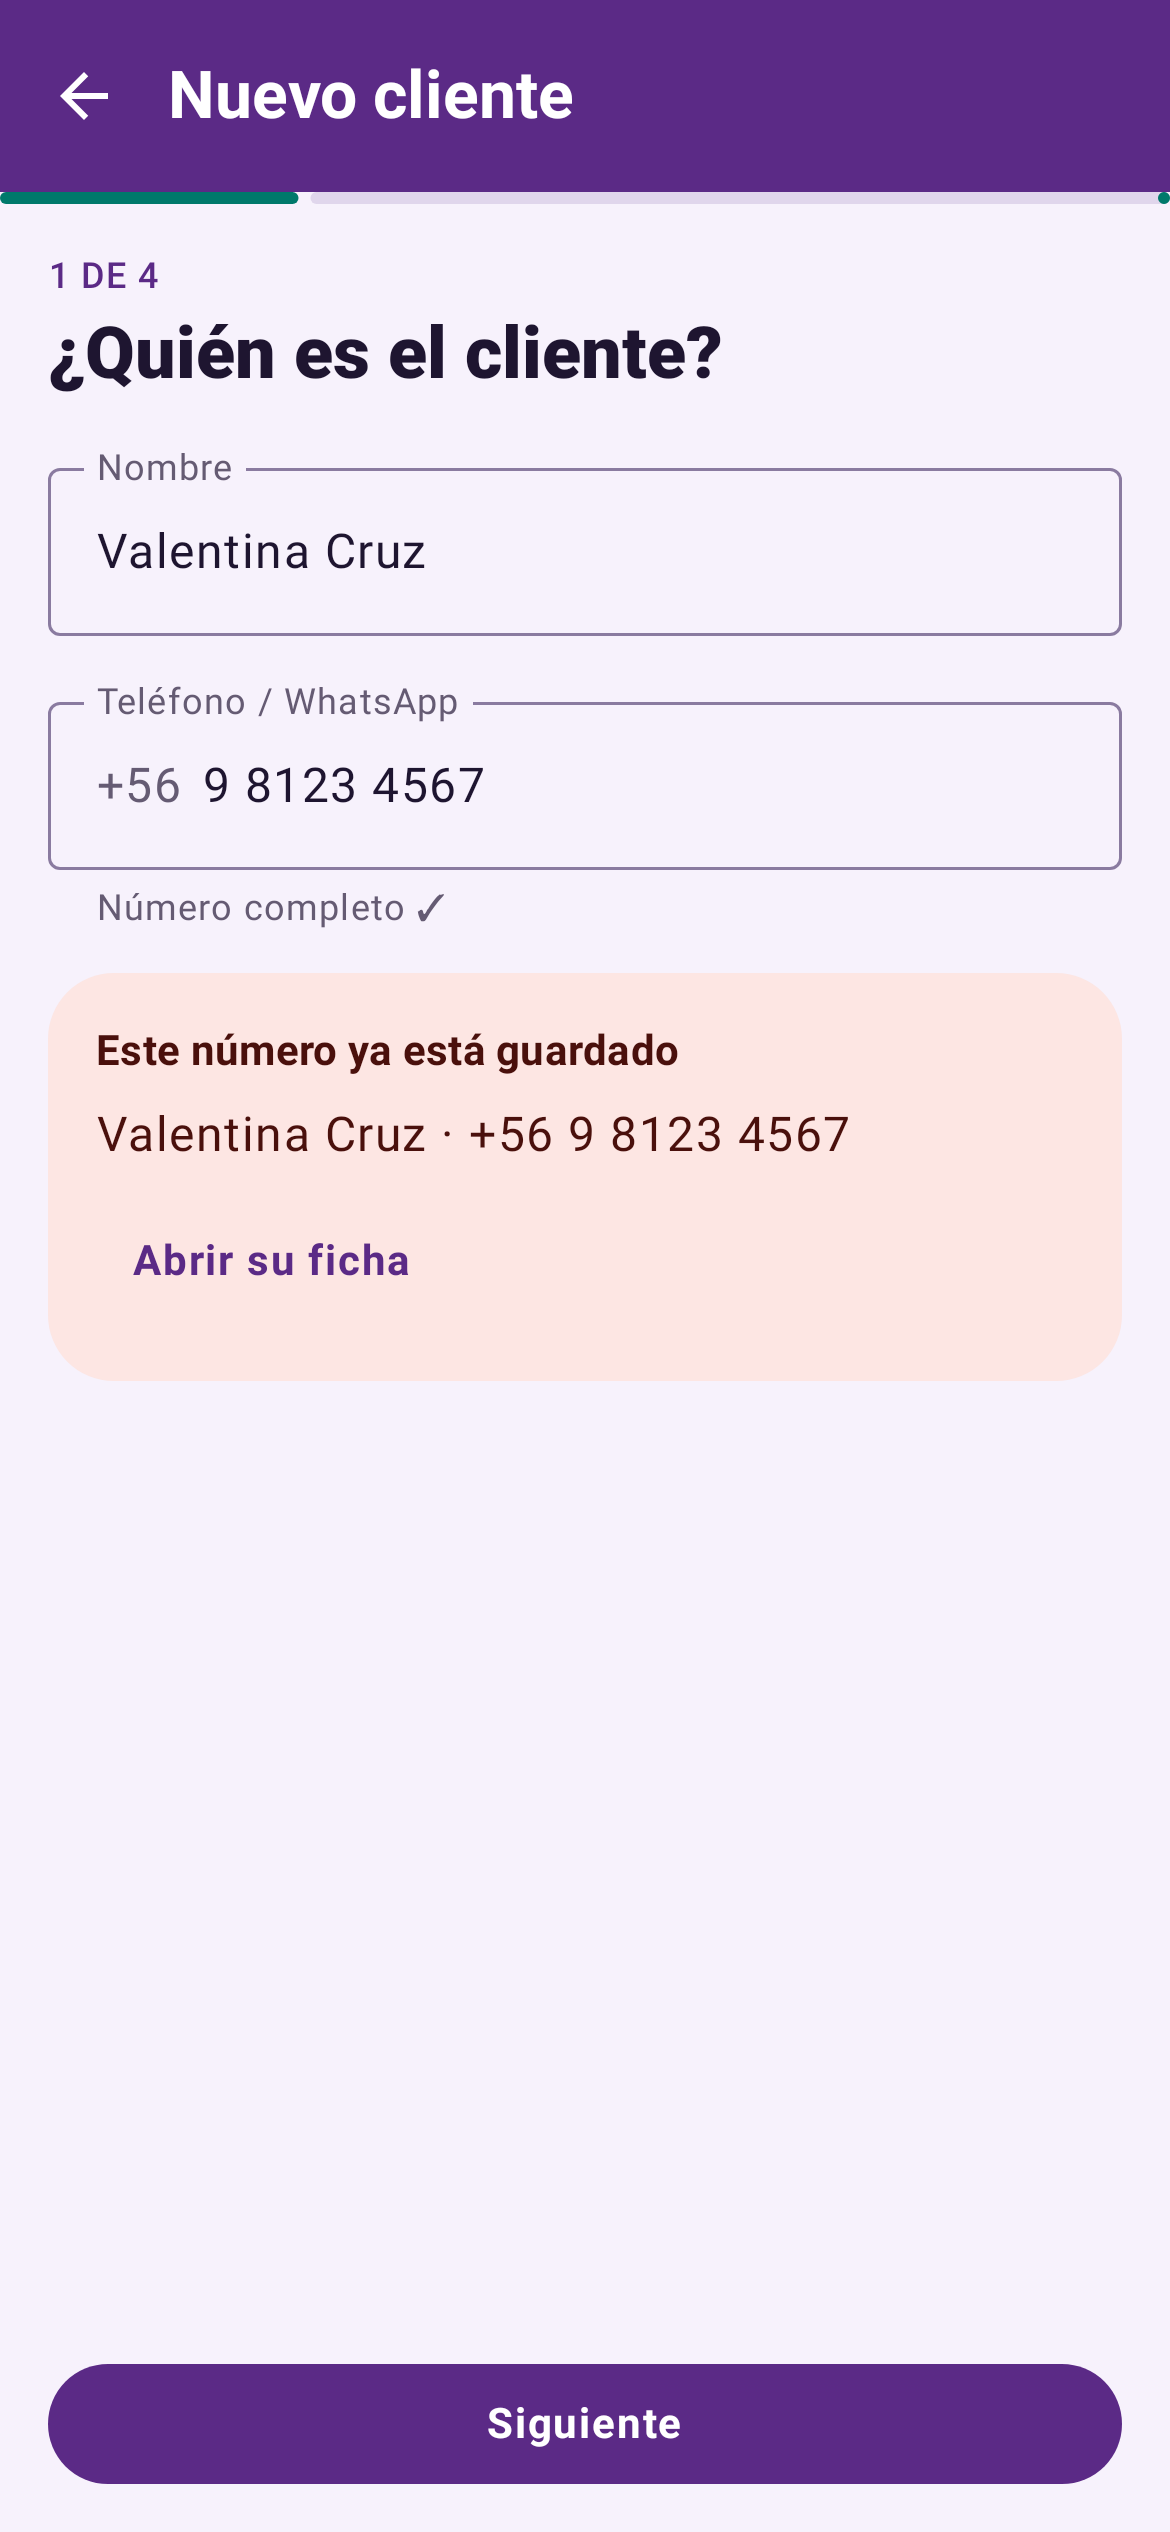 Nuevo cliente
1 DE 4
¿Quién es el cliente?
Nombre
Valentina Cruz
Teléfono / WhatsApp
+56 9 8123 4567
Número completo ✓
Este número ya está guardado
Valentina Cruz · +56 9 8123 4567
Abrir su ficha
Siguiente